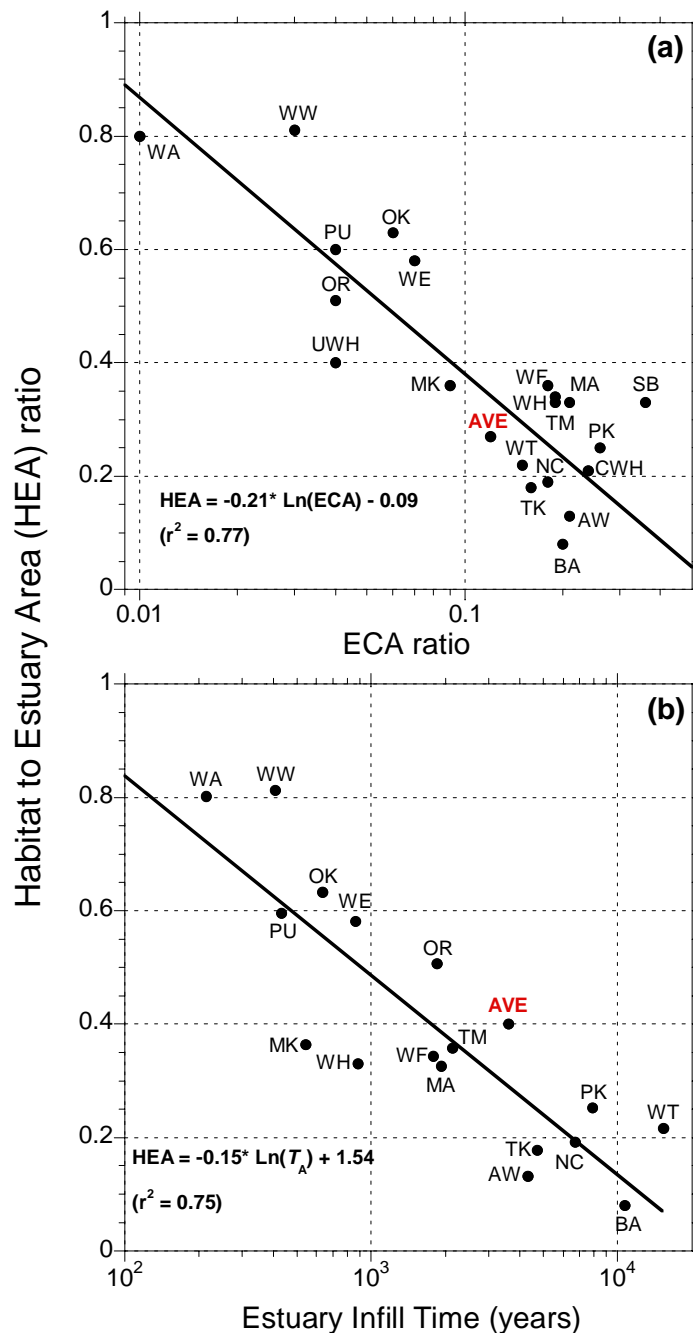 Habitat to Estuary Area (HEA) ratio
(a)
1
0.8
0.6
0.4
0.2
0
WW
WA
OK
PU
WE
OR
UWH
MK
WF
MA
SB
WH
TM
AVE
PK
WT
NC
CWH
TK
AW
BA
HEA = -0.21* Ln(ECA) - 0.09
(r² = 0.77)
0.01
0.1
ECA ratio
(b)
1
0.8
0.6
0.4
0.2
0
WA
WW
OK
WE
PU
OR
AVE
MK
WH
WF
TM
MA
PK
WT
TK
NC
AW
BA
HEA = -0.15* Ln(T_A) + 1.54
(r² = 0.75)
10²
10³
10⁴
Estuary Infill Time (years)